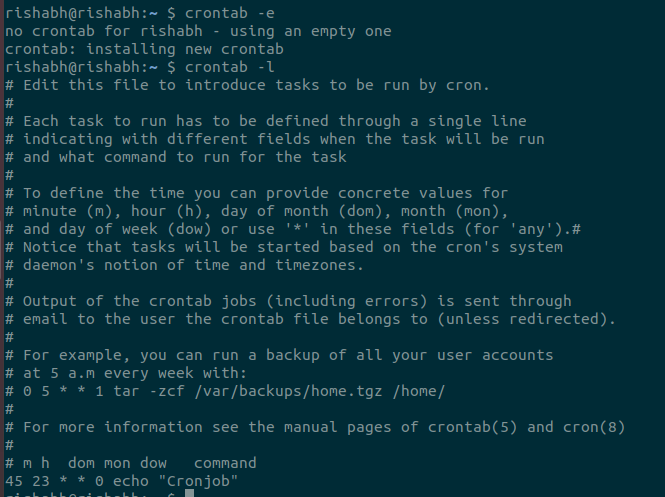 rishabh@rishabh:~ $ crontab -e
no crontab for rishabh - using an empty one
crontab: installing new crontab
rishabh@rishabh:~ $ crontab -l
# Edit this file to introduce tasks to be run by cron.
#
# Each task to run has to be defined through a single line
# indicating with different fields when the task will be run
# and what command to run for the task
#
# To define the time you can provide concrete values for
# minute (m), hour (h), day of month (dom), month (mon),
# and day of week (dow) or use '*' in these fields (for 'any').#
# Notice that tasks will be started based on the cron's system
# daemon's notion of time and timezones.
#
# Output of the crontab jobs (including errors) is sent through
# email to the user the crontab file belongs to (unless redirected).
#
# For example, you can run a backup of all your user accounts
# at 5 a.m every week with:
# 0 5 * * 1 tar -zcf /var/backups/home.tgz /home/
#
# For more information see the manual pages of crontab(5) and cron(8)
#
# m h  dom mon dow   command
45 23 * * 0 echo "Cronjob"
rishabh@rishabh:~ $